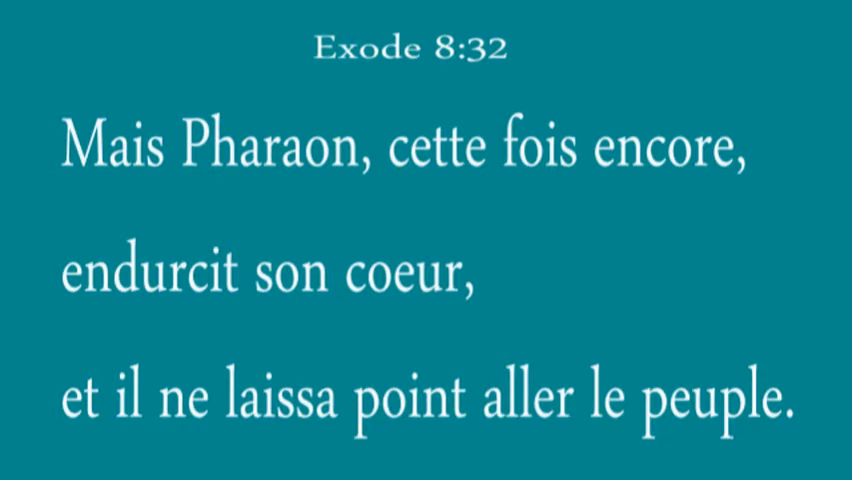 Exode 8:32
Mais Pharaon, cette fois encore,
endurcit son coeur,
et il ne laissa point aller le peuple.